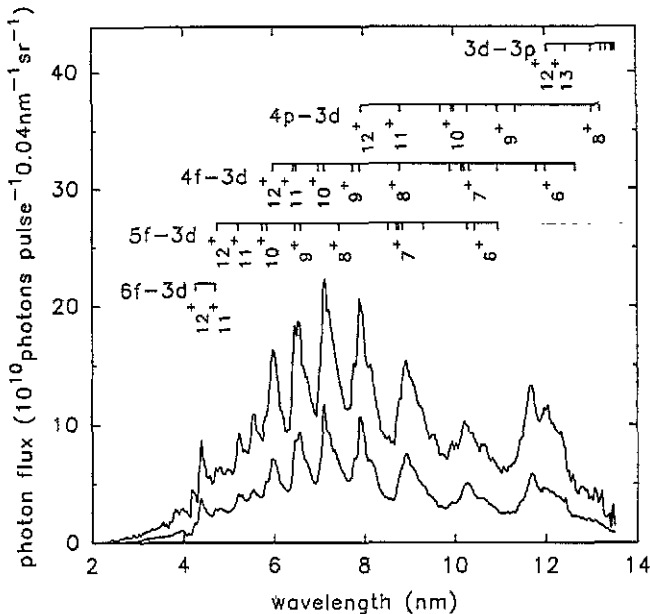 photon flux (10¹⁰photons pulse⁻¹0.04nm⁻¹sr⁻¹)
40
30
20
10
0
3d-3p
+12 +13
4p-3d
+12 +11 +10 +9 +8
4f-3d
+12 +11 +10 +9 +8 +7 +6
5f-3d
+12 +11 +10 +9 +8 +7 +6
6f-3d
+12 +11
2 4 6 8 10 12 14
wavelength (nm)